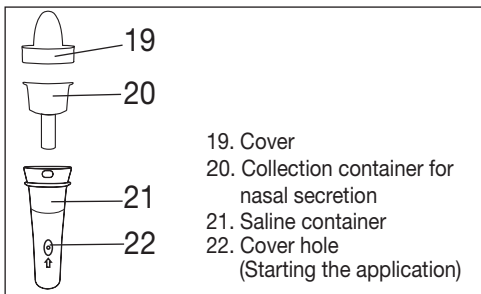 19
20
21
22
19. Cover
20. Collection container for
nasal secretion
21. Saline container
22. Cover hole
(Starting the application)